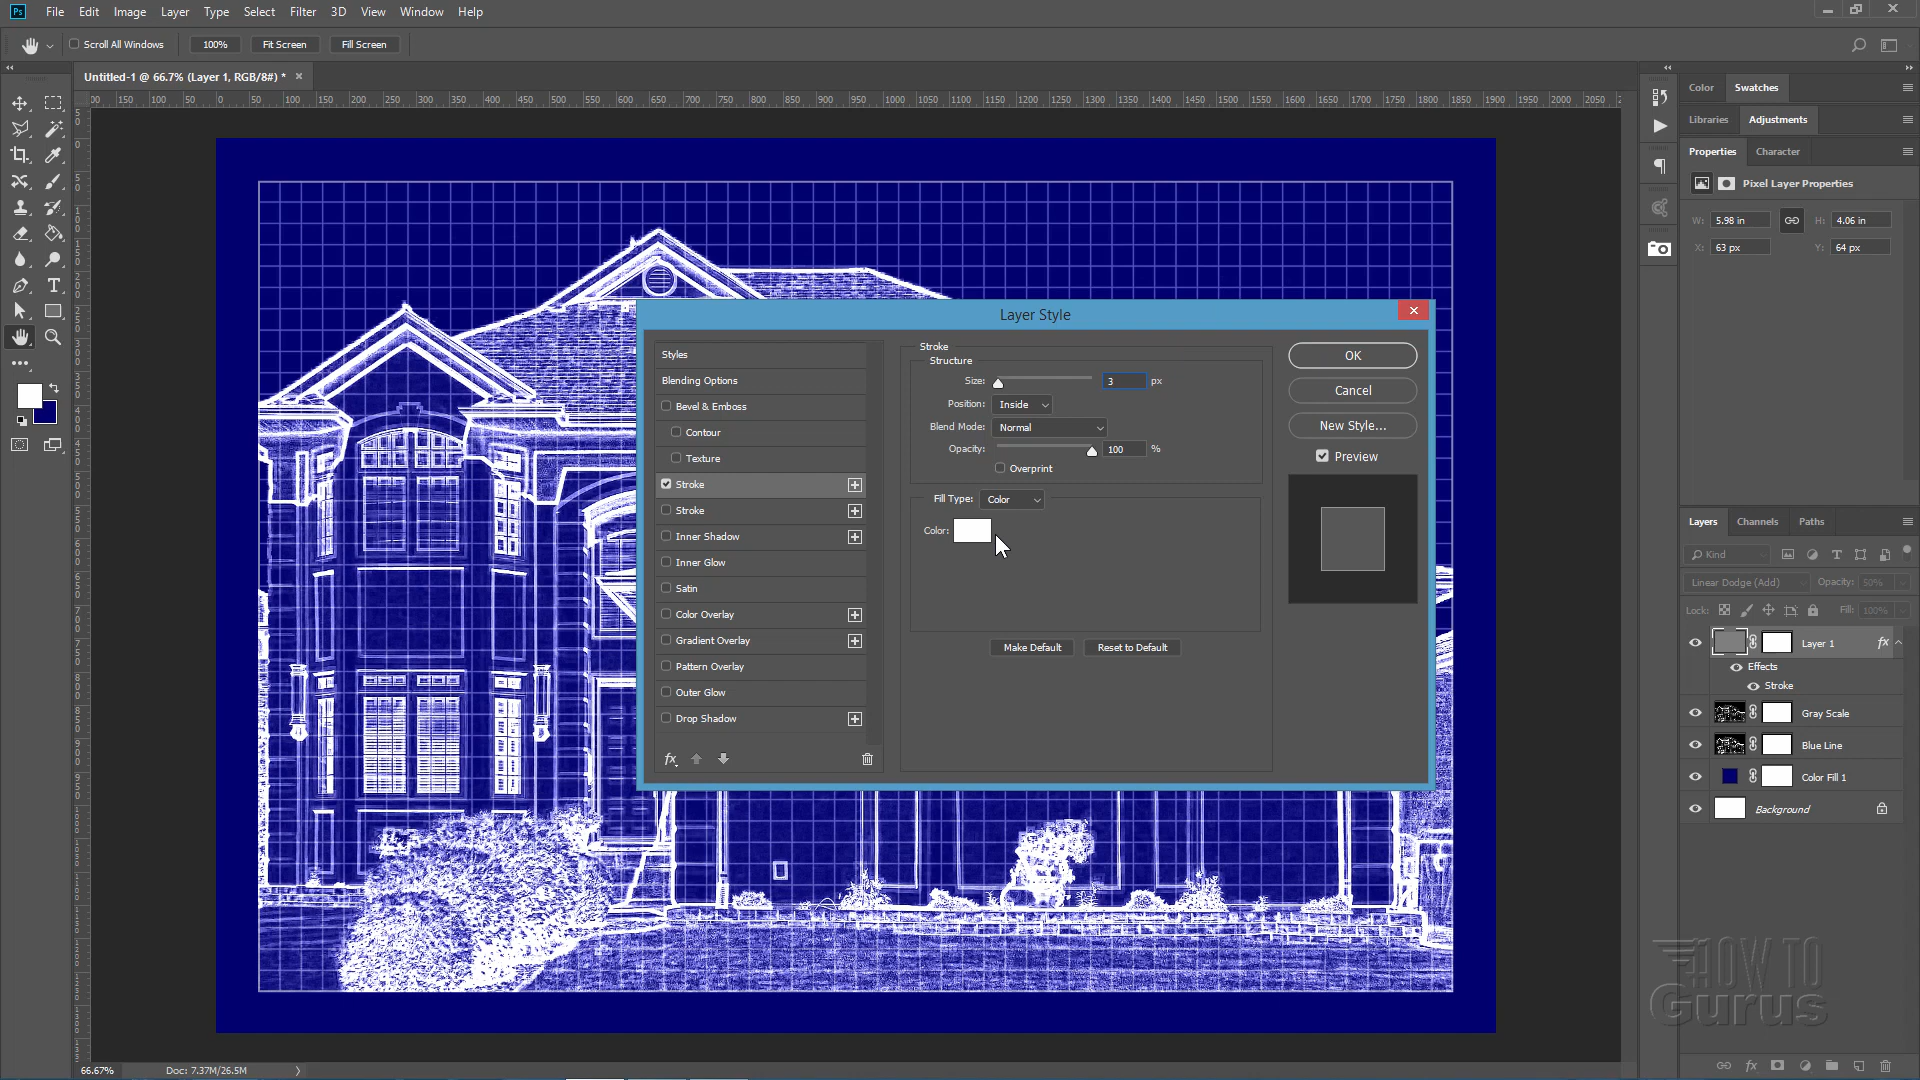 Ps File Edit Image Layer Type Select Filter 3D View Window Help
Scroll All Windows 100% Fit Screen Fill Screen
Untitled-1 @ 66.7% (Layer 1, RGB/8#) *
Color Swatches
Libraries Adjustments
Properties Character
Pixel Layer Properties
W: 5.98 in H: 4.06 in
X: 63 px Y: 64 px
Layer Style
Styles
Blending Options
Bevel & Emboss
Contour
Texture
Stroke
Stroke
Inner Shadow
Inner Glow
Satin
Color Overlay
Gradient Overlay
Pattern Overlay
Outer Glow
Drop Shadow
fx
Stroke
Structure
Size: 3 px
Position: Inside
Blend Mode: Normal
Opacity: 100 %
Overprint
Fill Type: Color
Color:
Make Default Reset to Default
OK
Cancel
New Style...
Preview
Layers Channels Paths
Kind
Linear Dodge (Add) Opacity: 50%
Lock: Fill: 100%
Layer 1 fx
Effects
Stroke
Gray Scale
Blue Line
Color Fill 1
Background
HOW TO
Gurus
66.67% Doc: 7.37M/26.5M